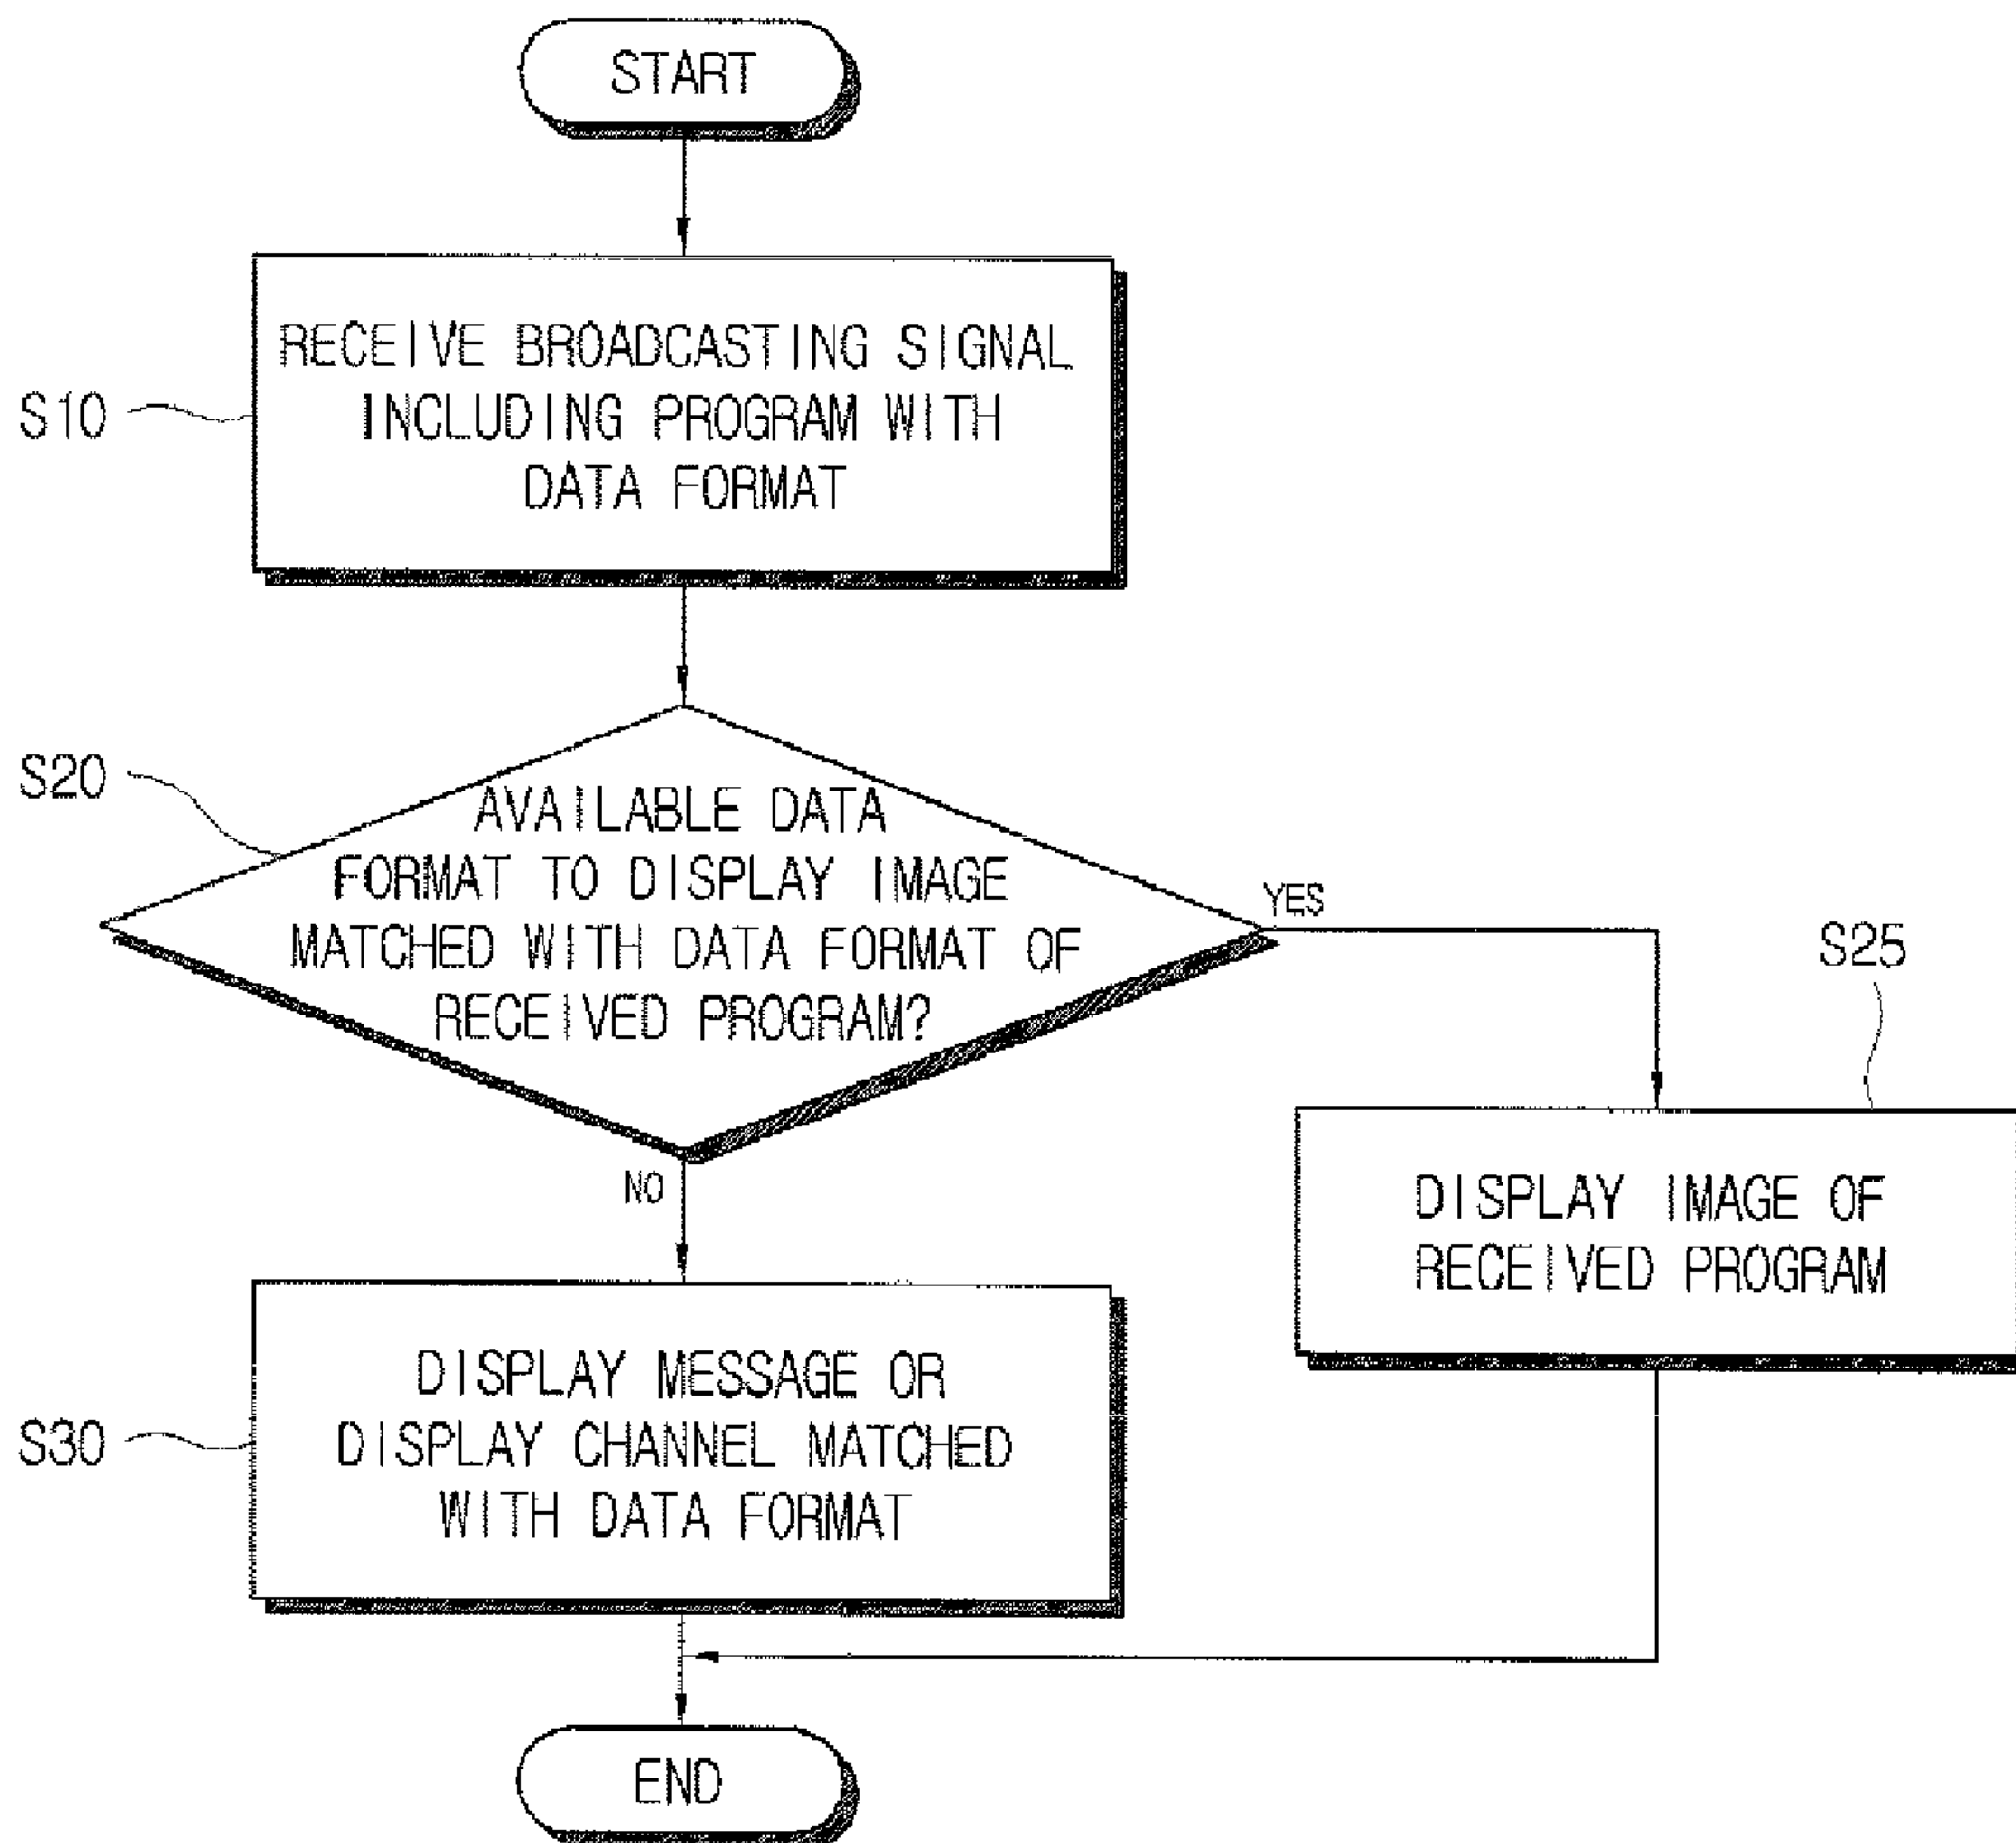 START
S10
RECEIVE BROADCASTING SIGNAL
INCLUDING PROGRAM WITH
DATA FORMAT
S20
AVAILABLE DATA
FORMAT TO DISPLAY IMAGE
MATCHED WITH DATA FORMAT OF
RECEIVED PROGRAM?
YES
S25
DISPLAY IMAGE OF
RECEIVED PROGRAM
NO
S30
DISPLAY MESSAGE OR
DISPLAY CHANNEL MATCHED
WITH DATA FORMAT
END